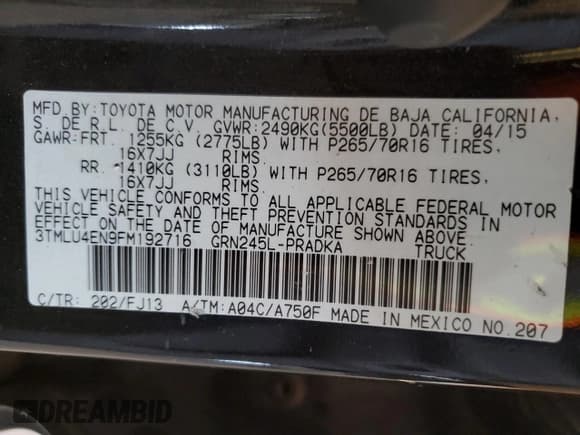 MFD.BY:TOYOTA MOTOR MANUFACTURING DE BAJA CALIFORNIA,
S. DE R.L. DE C.V. GVWR:2490KG(5500LB) DATE: 04/15
GAWR:FRT. 1255KG (2775LB) WITH P265/70R16 TIRES,
16X7JJ RIMS.
RR. 1410KG (3110LB) WITH P265/70R16 TIRES,
16X7JJ RIMS.
THIS VEHICLE CONFORMS TO ALL APPLICABLE FEDERAL MOTOR
VEHICLE SAFETY AND THEFT PREVENTION STANDARDS IN
EFFECT ON THE DATE OF MANUFACTURE SHOWN ABOVE.
3TMLU4EN9FM192716 GRN245L-PRADKA TRUCK
C/TR: 202/FJ13 A/TM:A04C/A750F MADE IN MEXICO NO.207
DREAMBID